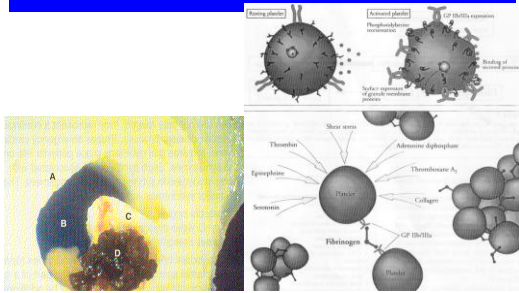 Resting platelet
Activated platelet
GP IIb/IIIa expression
Phosphatidylserine
reorientation
Binding of
secreted proteins
Surface expression
of granule membrane
proteins
Shear stress
Thrombin
Adenosine diphosphate
Epinephrine
Thromboxane A2
Platelet
Collagen
Serotonin
GP IIb/IIIa
Fibrinogen
Platelet
A
B
C
D